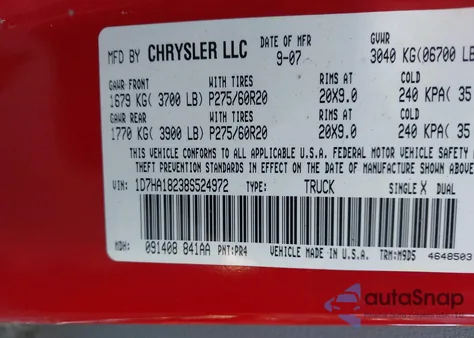 MFD BY CHRYSLER LLC DATE OF MFR 9-07 GVWR 3040 KG(06700 LB
GAWR FRONT WITH TIRES RIMS AT COLD
1679 KG( 3700 LB) P275/60R20 20X9.0 240 KPA( 35
GAWR REAR WITH TIRES RIMS AT COLD
1770 KG( 3900 LB) P275/60R20 20X9.0 240 KPA( 35
THIS VEHICLE CONFORMS TO ALL APPLICABLE U.S.A. FEDERAL MOTOR VEHICLE SAFETY
THEFT PREVENTION STANDARDS IN EFFECT ON THE DATE OF MANUFACTURE SHOWN ABOVE
VIN: 1D7HA18238S524972 TYPE: TRUCK SINGLE X DUAL
MDH: 091408 841AA PNT:PR4 VEHICLE MADE IN U.S.A. TRM:M9D5 4648503
autoSnap